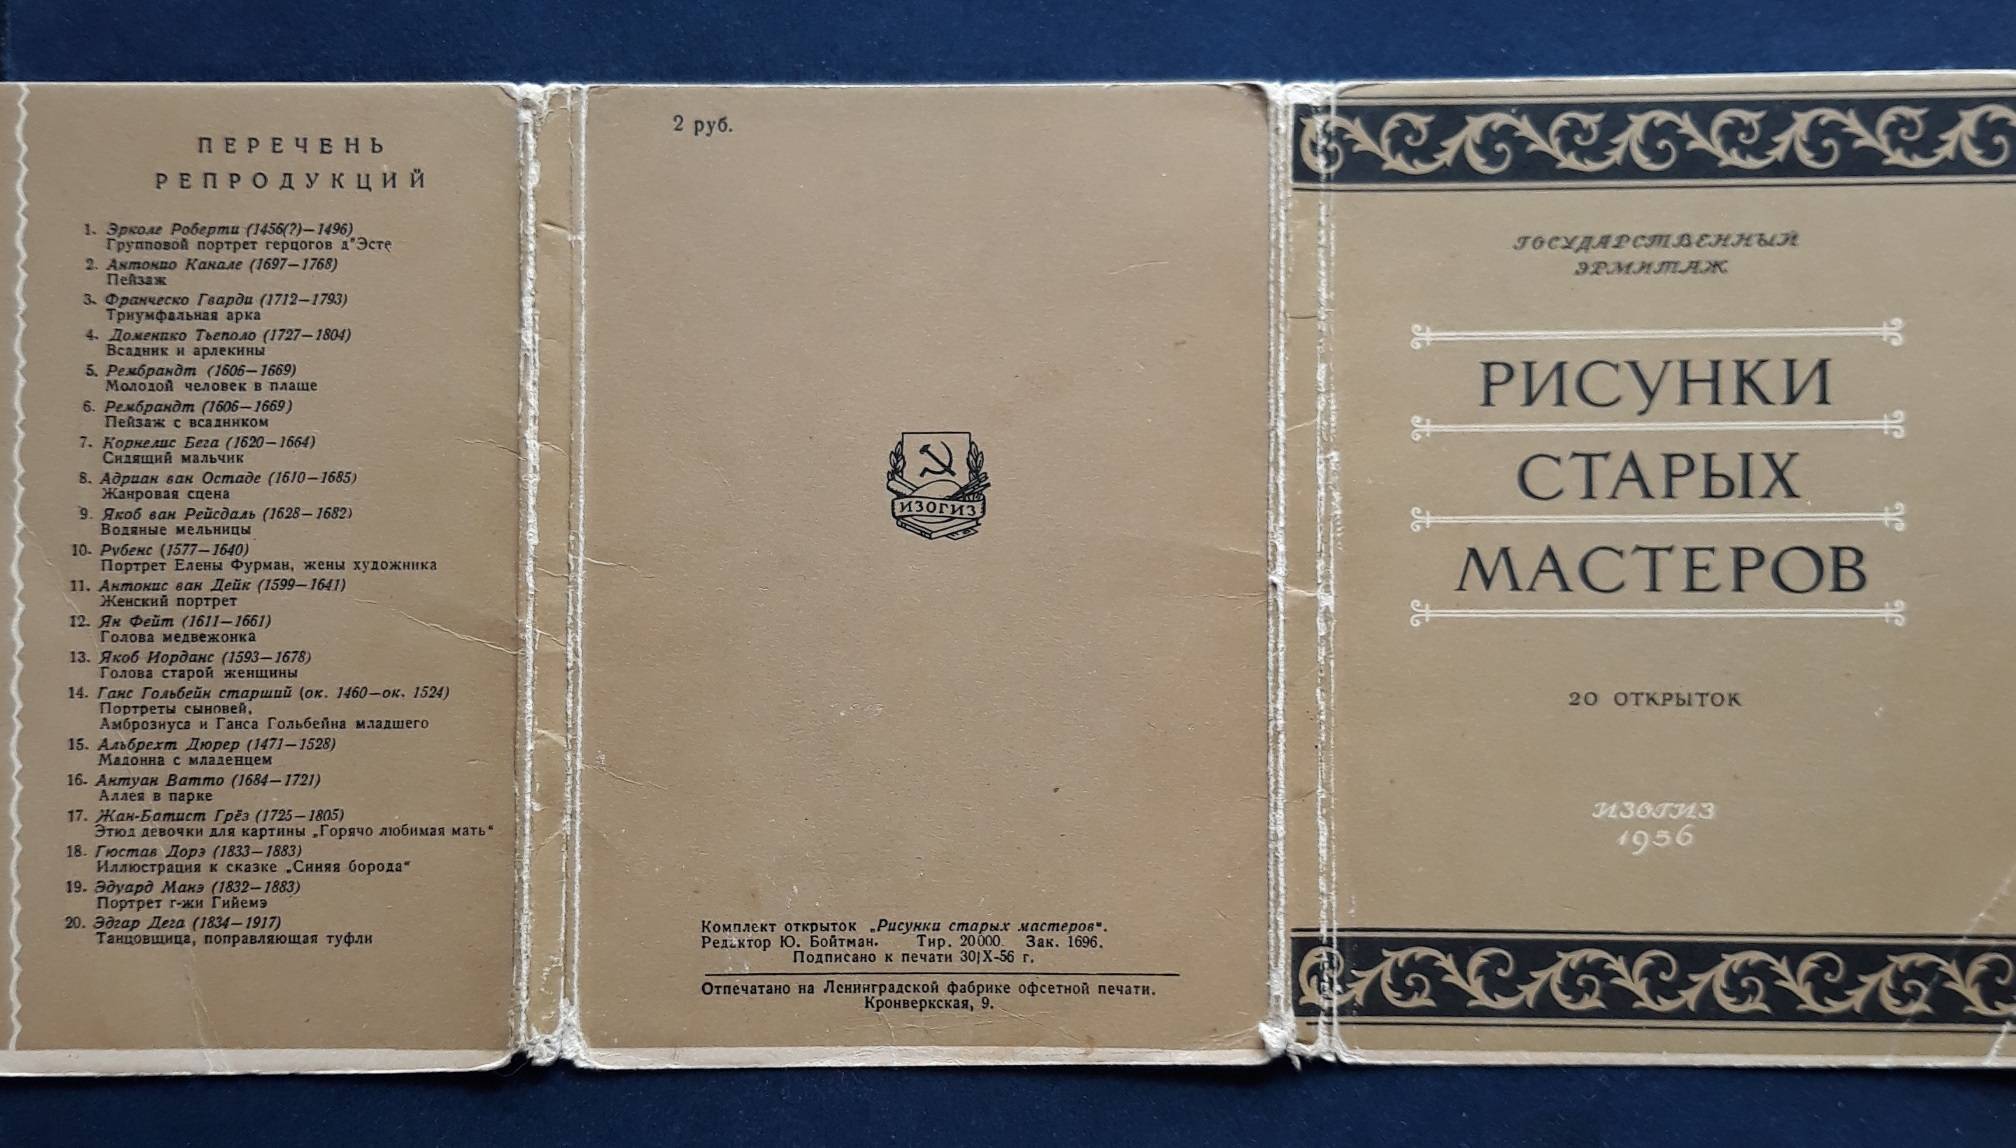 ПЕРЕЧЕНЬ
РЕПРОДУКЦИЙ
1. Эрколе Роберти (1456(?)—1496)
Групповой портрет герцогов д'Эсте
2. Антонио Канале (1697—1768)
Пейзаж
3. Франческо Гварди (1712—1793)
Триумфальная арка
4. Доменико Тьеполо (1727—1804)
Всадник и арлекины
5. Рембрандт (1606—1669)
Молодой человек в плаще
6. Рембрандт (1606—1669)
Пейзаж с всадником
7. Корнелис Бега (1620—1664)
Сидящий мальчик
8. Адриан ван Остаде (1610—1685)
Жанровая сцена
9. Якоб ван Рейсдаль (1628—1682)
Водяные мельницы
10. Рубенс (1577—1640)
Портрет Елены Фурман, жены художника
11. Антонис ван Дейк (1599—1641)
Женский портрет
12. Ян Фейт (1611—1661)
Голова медвежонка
13. Якоб Иорданс (1593—1678)
Голова старой женщины
14. Ганс Гольбейн старший (ок. 1460—ок. 1524)
Портреты сыновей,
Амброзиуса и Ганса Гольбейна младшего
15. Альбрехт Дюрер (1471—1528)
Мадонна с младенцем
16. Антуан Ватто (1684—1721)
Аллея в парке
17. Жан-Батист Грёз (1725—1805)
Этюд девочки для картины „Горячо любимая мать"
18. Гюстав Дорэ (1833—1883)
Иллюстрация к сказке „Синяя борода"
19. Эдуард Манэ (1832—1883)
Портрет г-жи Гийемэ
20. Эдгар Дега (1834—1917)
Танцовщица, поправляющая туфли
2 руб.
ИЗОГИЗ
Комплект открыток „Рисунки старых мастеров".
Редактор Ю. Бойтман. Тир. 20000. Зак. 1696.
Подписано к печати 30/X-56 г.
Отпечатано на Ленинградской фабрике офсетной печати.
Кронверкская, 9.
ГОСУДАРСТВЕННЫЙ
ЭРМИТАЖ
РИСУНКИ
СТАРЫХ
МАСТЕРОВ
20 ОТКРЫТОК
ИЗОГИЗ
1956